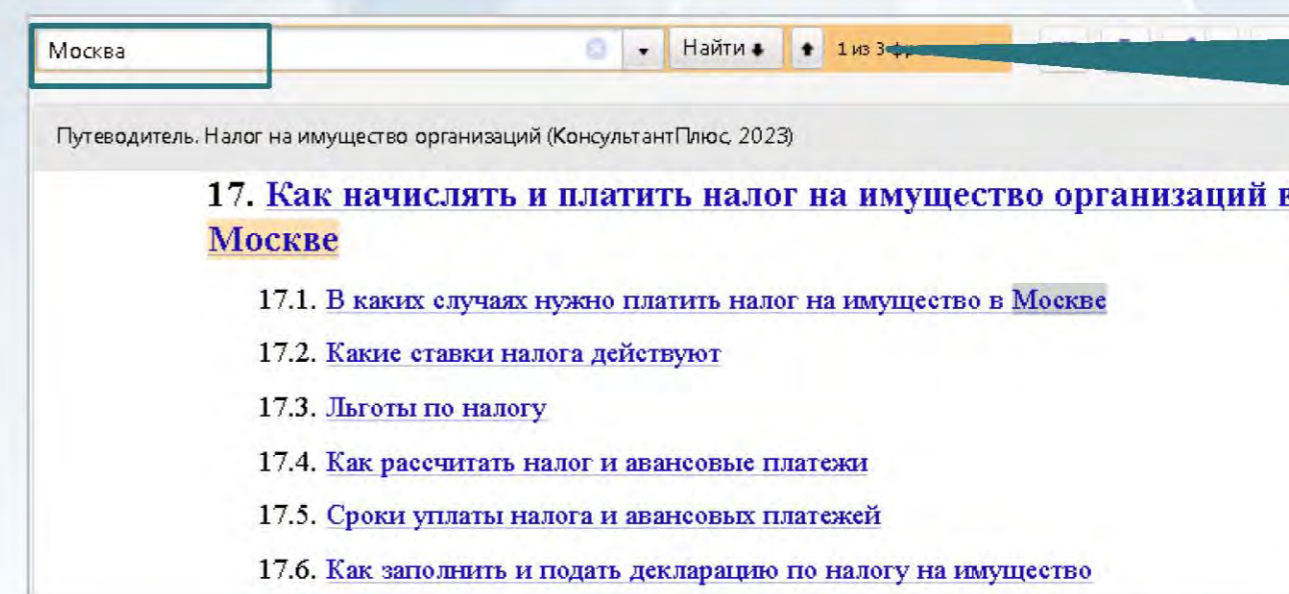 Москва Найти 1 из 3
Путеводитель. Налог на имущество организаций (КонсультантПлюс, 2023)
17. Как начислять и платить налог на имущество организаций в
Москве
17.1. В каких случаях нужно платить налог на имущество в Москве
17.2. Какие ставки налога действуют
17.3. Льготы по налогу
17.4. Как рассчитать налог и авансовые платежи
17.5. Сроки уплаты налога и авансовых платежей
17.6. Как заполнить и подать декларацию по налогу на имущество